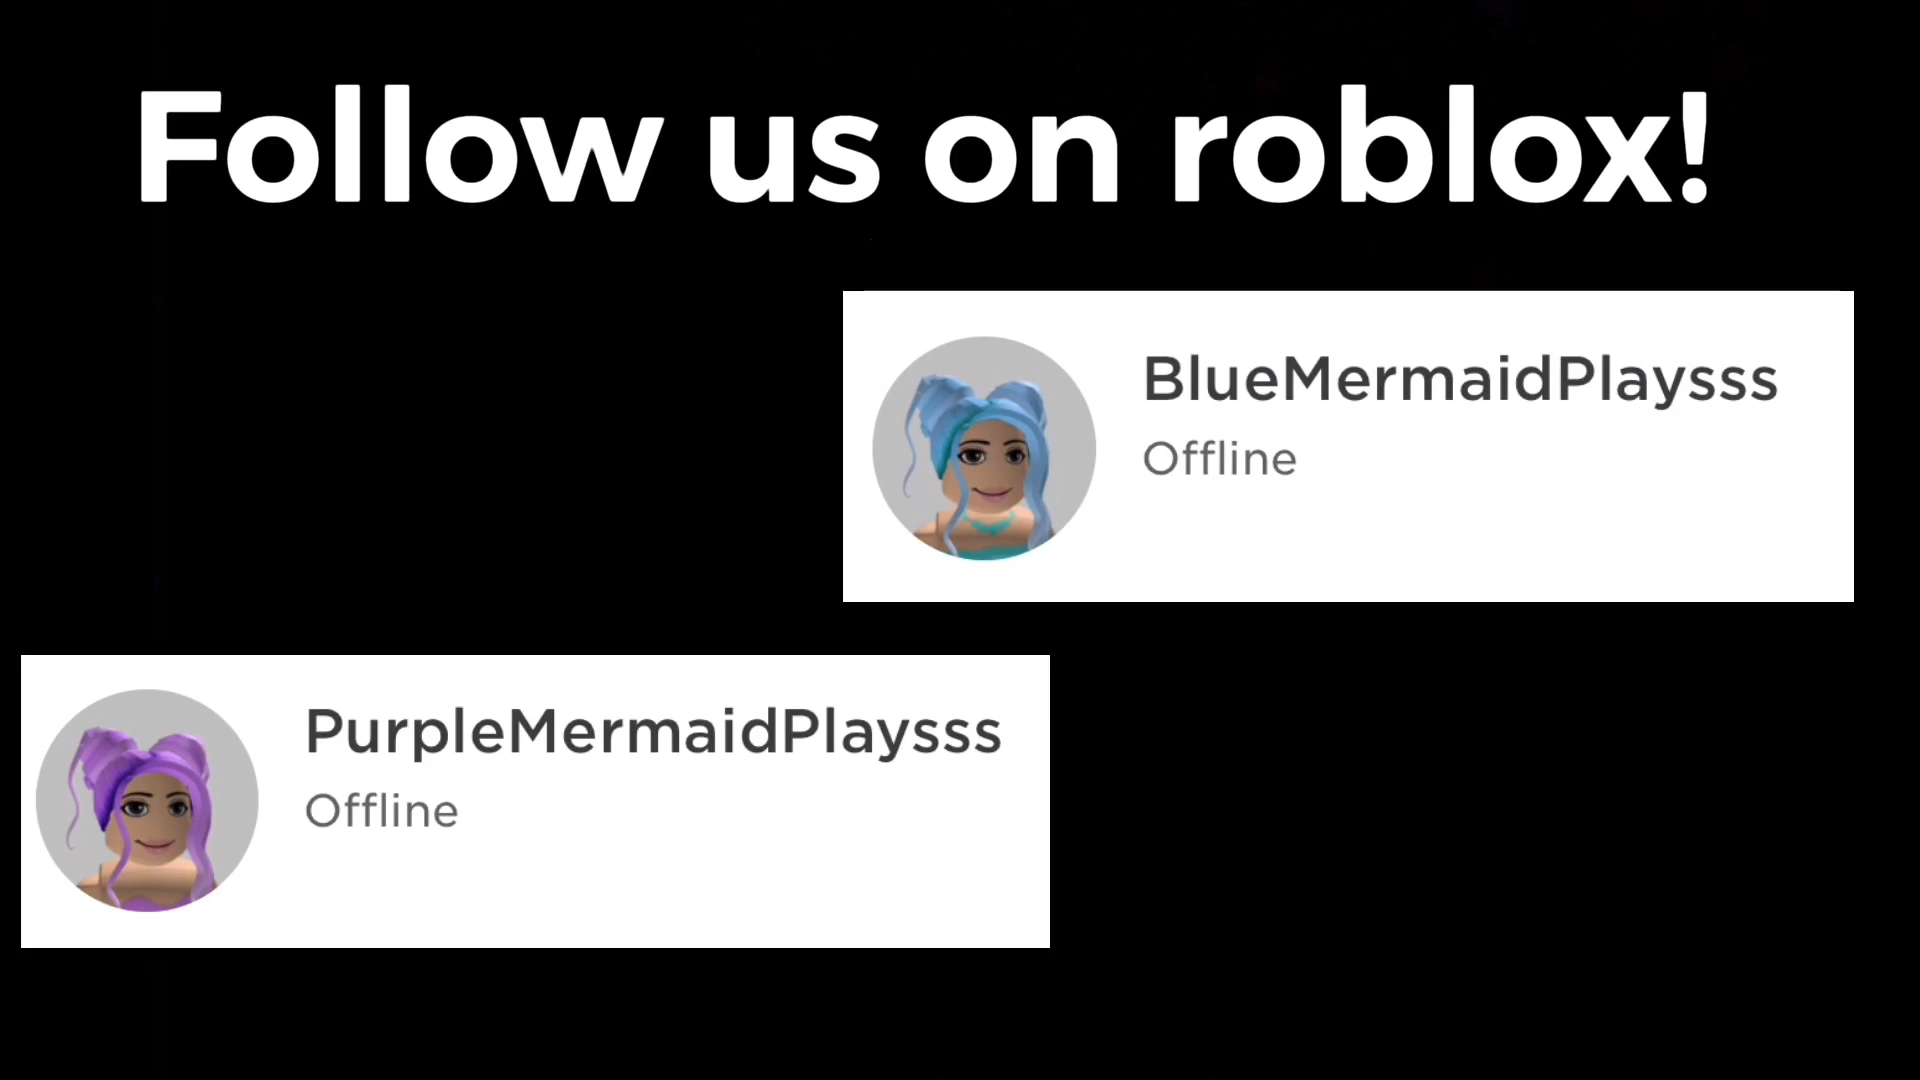 Follow us on roblox!
BlueMermaidPlaysss
Offline
PurpleMermaidPlaysss
Offline